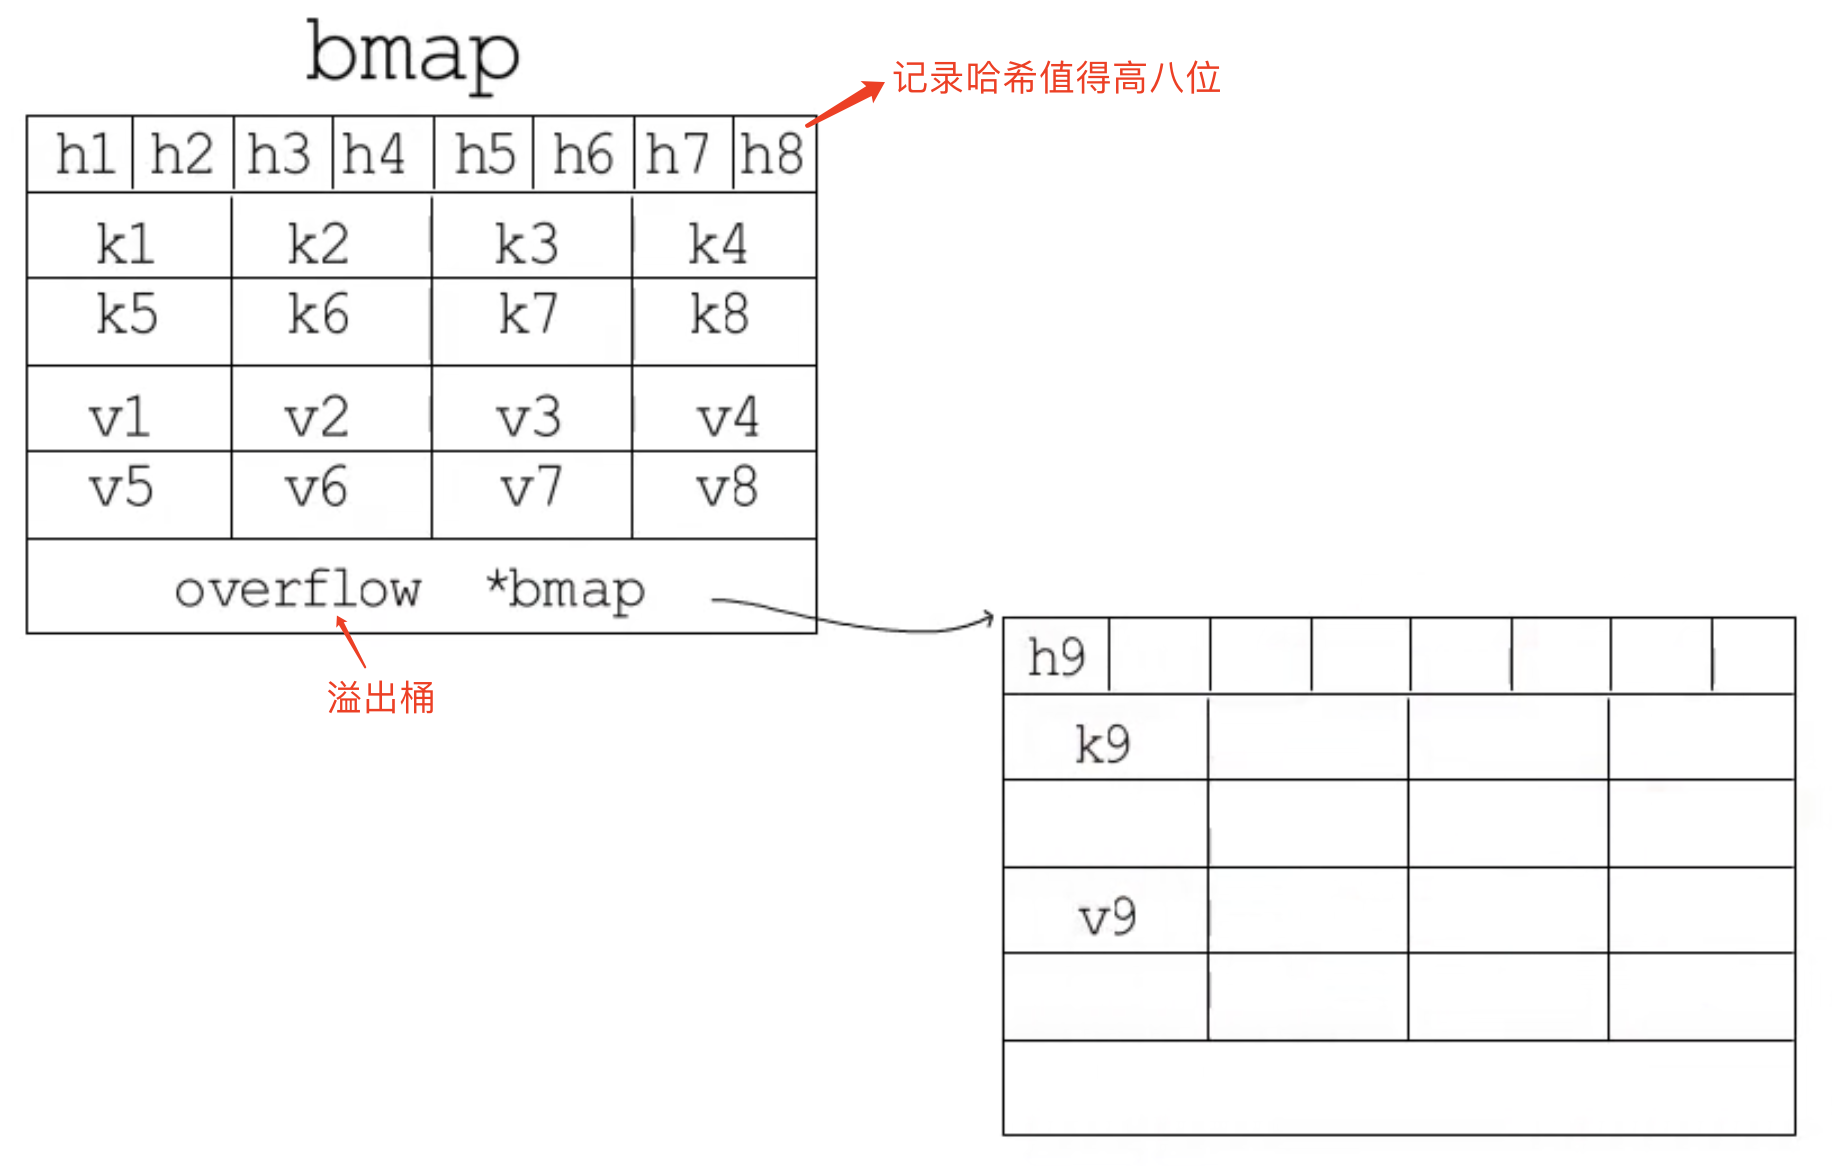 bmap
记录哈希值得高八位
h1 h2 h3 h4 h5 h6 h7 h8
k1 k2 k3 k4
k5 k6 k7 k8
v1 v2 v3 v4
v5 v6 v7 v8
overflow *bmap
溢出桶
h9
k9
v9